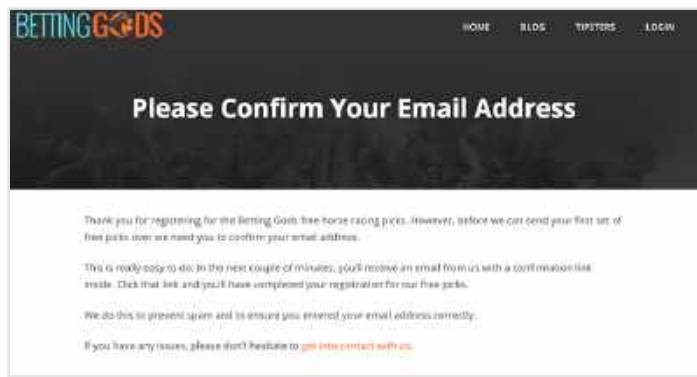 BETTING GODS
HOME BLOG TIPSTERS LOGIN
Please Confirm Your Email Address
Thank you for registering for the Betting Gods free horse racing picks. However, before we can send your first set of
free picks over we need you to confirm your email address.
This is really easy to do: In the next couple of minutes, you'll receive an email from us with a confirmation link
inside. Click that link and you'll have completed your registration for our free picks.
We do this to prevent spam and to ensure you entered your email address correctly.
If you have any issues, please don't hesitate to get into contact with us.